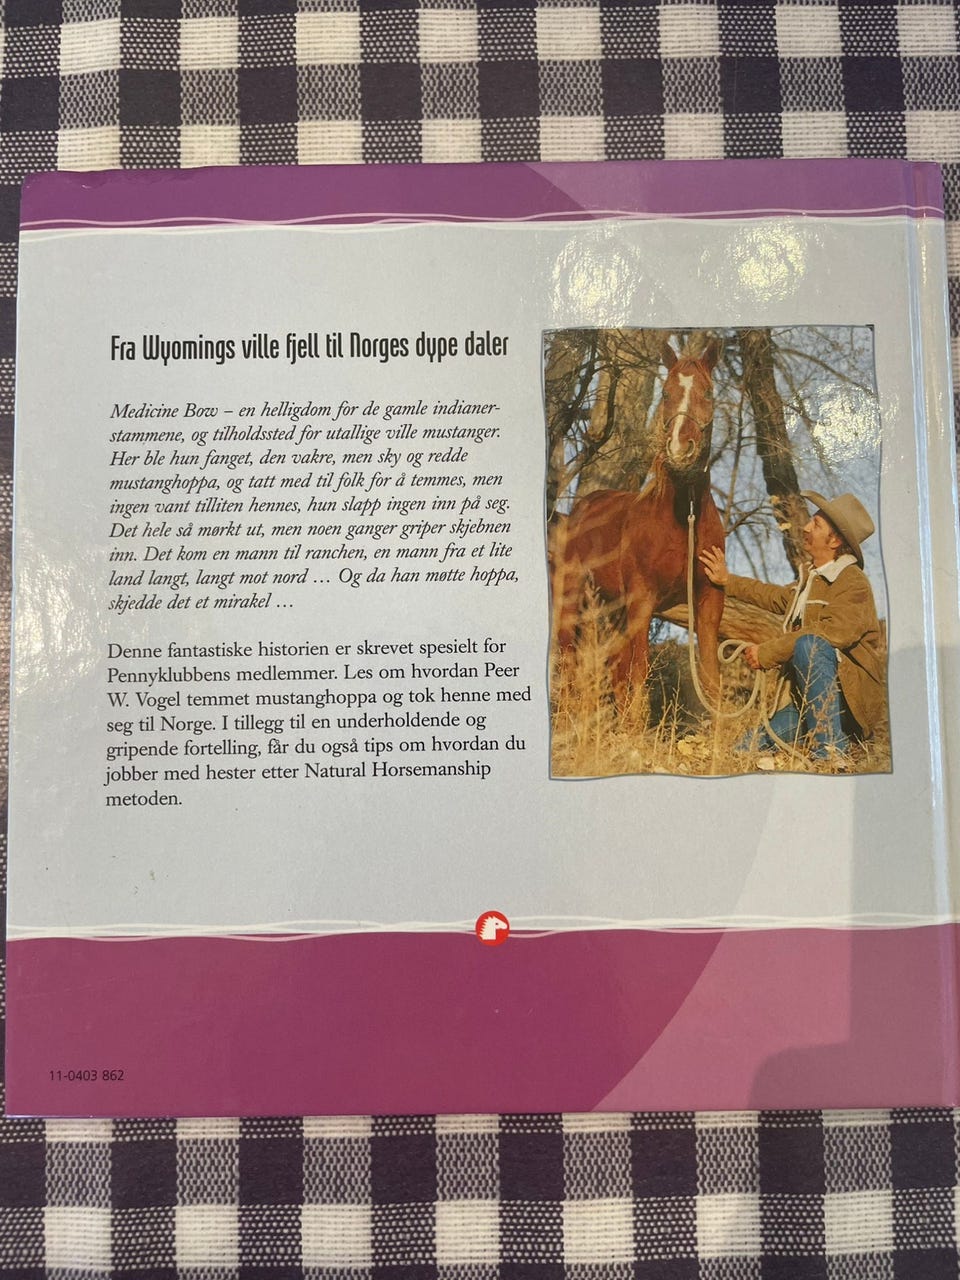 Fra Wyomings ville fjell til Norges dype daler
Medicine Bow – en helligdom for de gamle indianer-
stammene, og tilholdssted for utallige ville mustanger.
Her ble hun fanget, den vakre, men sky og redde
mustanghoppa, og tatt med til folk for å temmes, men
ingen vant tilliten hennes, hun slapp ingen inn på seg.
Det hele så mørkt ut, men noen ganger griper skjebnen
inn. Det kom en mann til ranchen, en mann fra et lite
land langt, langt mot nord … Og da han møtte hoppa,
skjedde det et mirakel …
Denne fantastiske historien er skrevet spesielt for
Pennyklubbens medlemmer. Les om hvordan Peer
W. Vogel temmet mustanghoppa og tok henne med
seg til Norge. I tillegg til en underholdende og
gripende fortelling, får du også tips om hvordan du
jobber med hester etter Natural Horsemanship
metoden.
11-0403 862